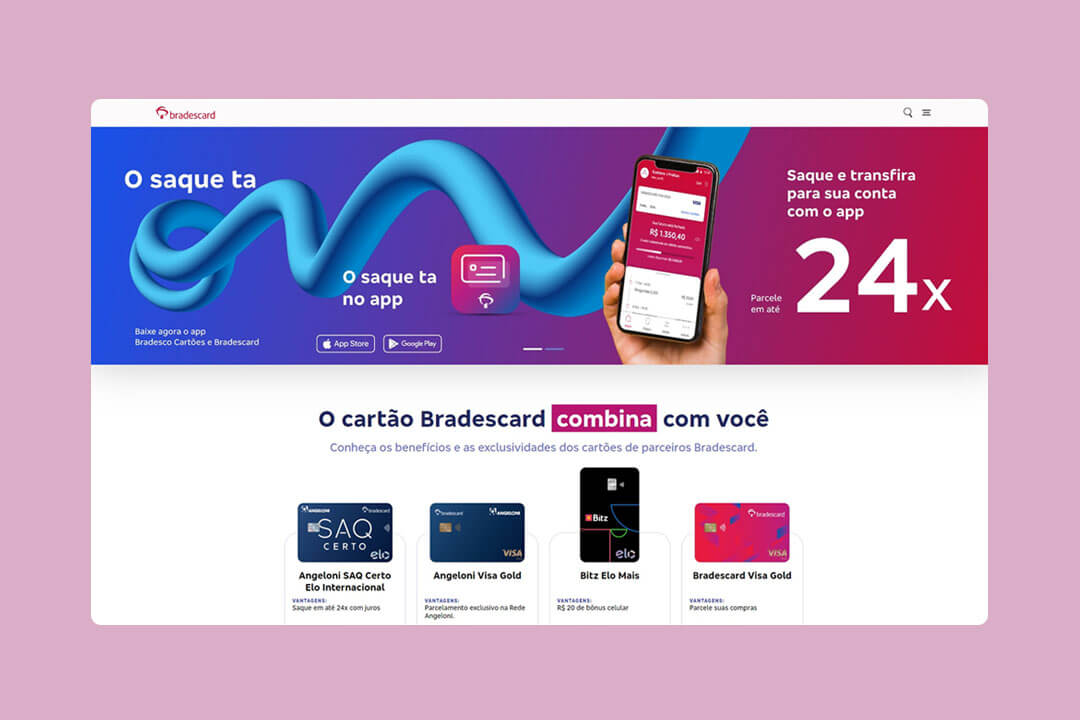 bradescard
O saque ta
O saque ta
no app
Baixe agora o app
Bradesco Cartões e Bradescard
App Store
Google Play
VISA
R$ 1.350,40
Saque e transfira
para sua conta
com o app
Parcele
em até
24x
O cartão Bradescard combina com você
Conheça os benefícios e as exclusividades dos cartões de parceiros Bradescard.
ANGELONI
bradescard
SAQ
CERTO
elo
Angeloni SAQ Certo
Elo Internacional
VANTAGENS:
Saque em até 24x com juros
bradescard
ANGELONI
VISA
Angeloni Visa Gold
VANTAGENS:
Parcelamento exclusivo na Rede
Angeloni.
Bitz
elo
Bitz Elo Mais
VANTAGENS:
R$ 20 de bônus celular
bradescard
VISA
Bradescard Visa Gold
VANTAGENS:
Parcele suas compras